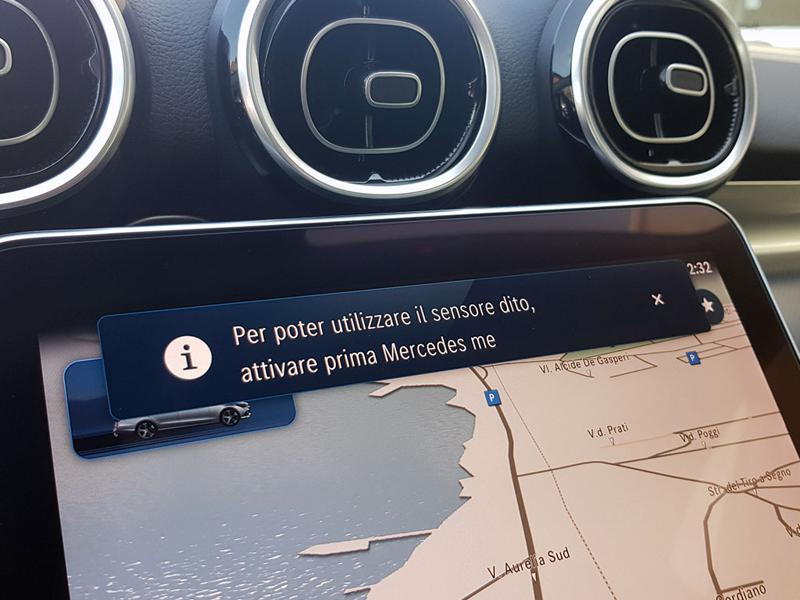 2:32
i
Per poter utilizzare il sensore dito,
attivare prima Mercedes me
×
P
Vl. Alcide De Gasperi
P
V.d. Prati
V.d. Poggi
Str. del Tiro a Segno
V. Aurelia Sud